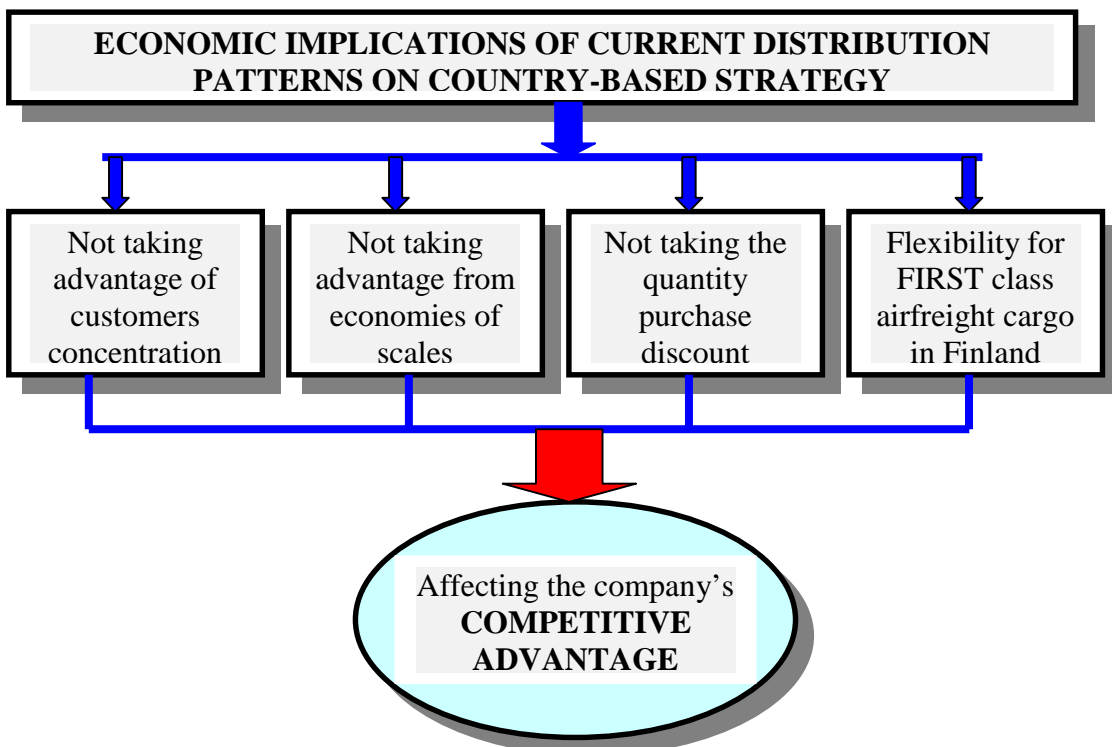 ECONOMIC IMPLICATIONS OF CURRENT DISTRIBUTION
PATTERNS ON COUNTRY-BASED STRATEGY
Not taking
advantage of
customers
concentration
Not taking
advantage from
economies of
scales
Not taking the
quantity
purchase
discount
Flexibility for
FIRST class
airfreight cargo
in Finland
Affecting the company’s
COMPETITIVE
ADVANTAGE